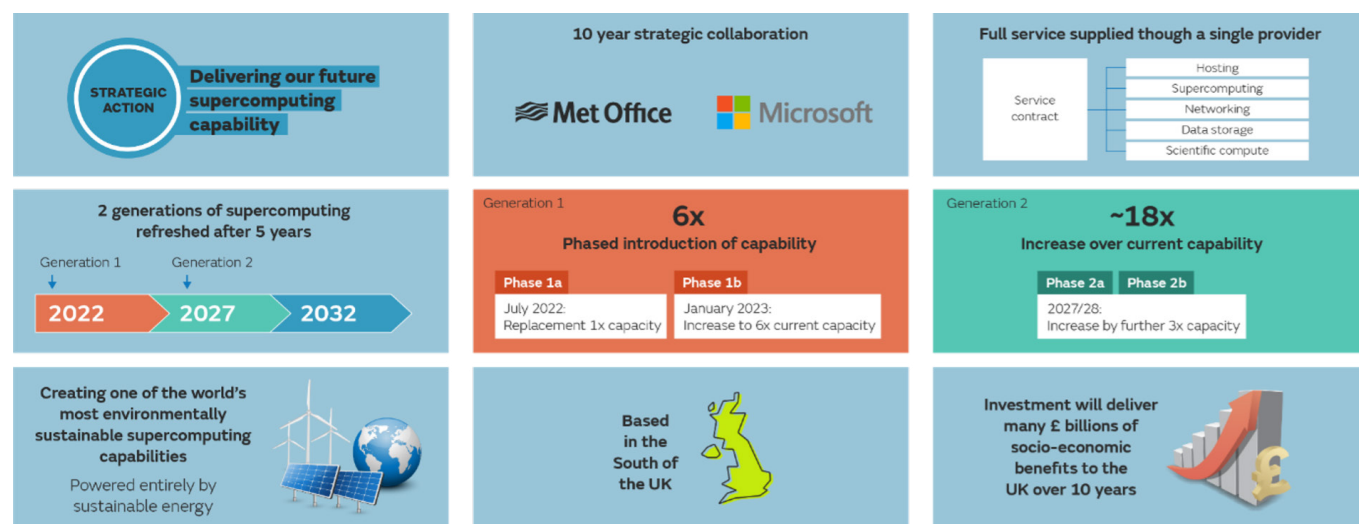 STRATEGIC
ACTION
Delivering our future
supercomputing
capability
10 year strategic collaboration
Met Office
Microsoft
Full service supplied though a single provider
Service
contract
Hosting
Supercomputing
Networking
Data storage
Scientific compute
2 generations of supercomputing
refreshed after 5 years
Generation 1
Generation 2
2022
2027
2032
Generation 1
6x
Phased introduction of capability
Phase 1a
July 2022:
Replacement 1x capacity
Phase 1b
January 2023:
Increase to 6x current capacity
Generation 2
~18x
Increase over current capability
Phase 2a
Phase 2b
2027/28:
Increase by further 3x capacity
Creating one of the world's
most environmentally
sustainable supercomputing
capabilities
Powered entirely by
sustainable energy
Based
in the
South of
the UK
Investment will deliver
many £ billions of
socio-economic
benefits to the
UK over 10 years
£